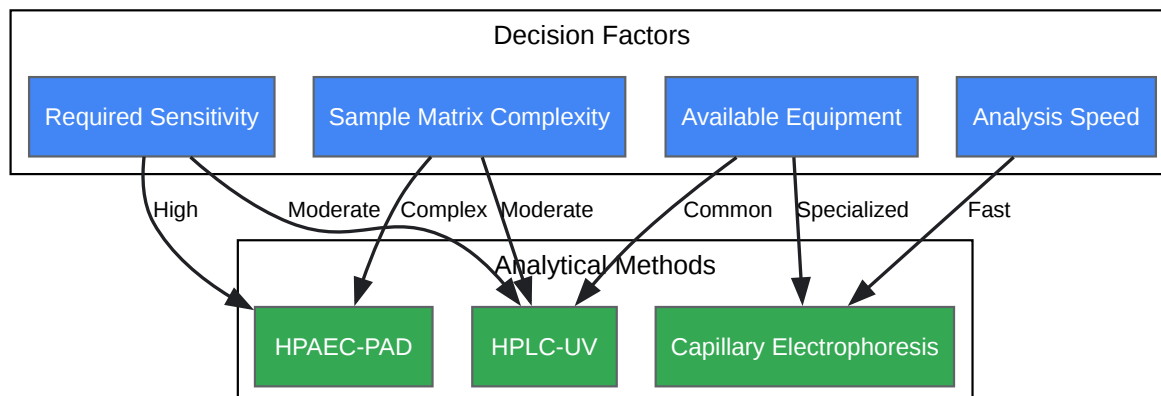 Decision Factors
Required Sensitivity
Sample Matrix Complexity
Available Equipment
Analysis Speed
High
Moderate
Complex
Moderate
Common
Specialized
Fast
Analytical Methods
HPAEC-PAD
HPLC-UV
Capillary Electrophoresis